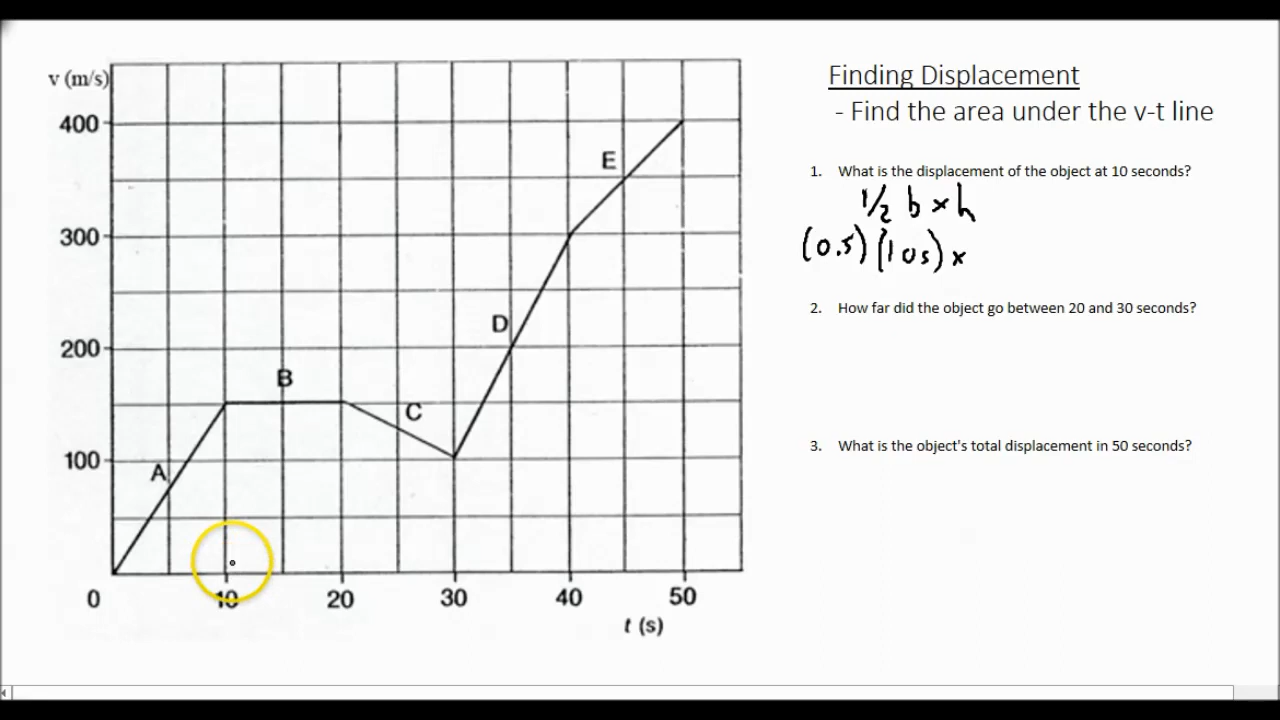 v (m/s)
400
300
200
100
0
10
20
30
40
50
t (s)
A
B
C
D
E
Finding Displacement
- Find the area under the v-t line
1. What is the displacement of the object at 10 seconds?
1/2 b × h
(0.5) (10s) ×
2. How far did the object go between 20 and 30 seconds?
3. What is the object's total displacement in 50 seconds?